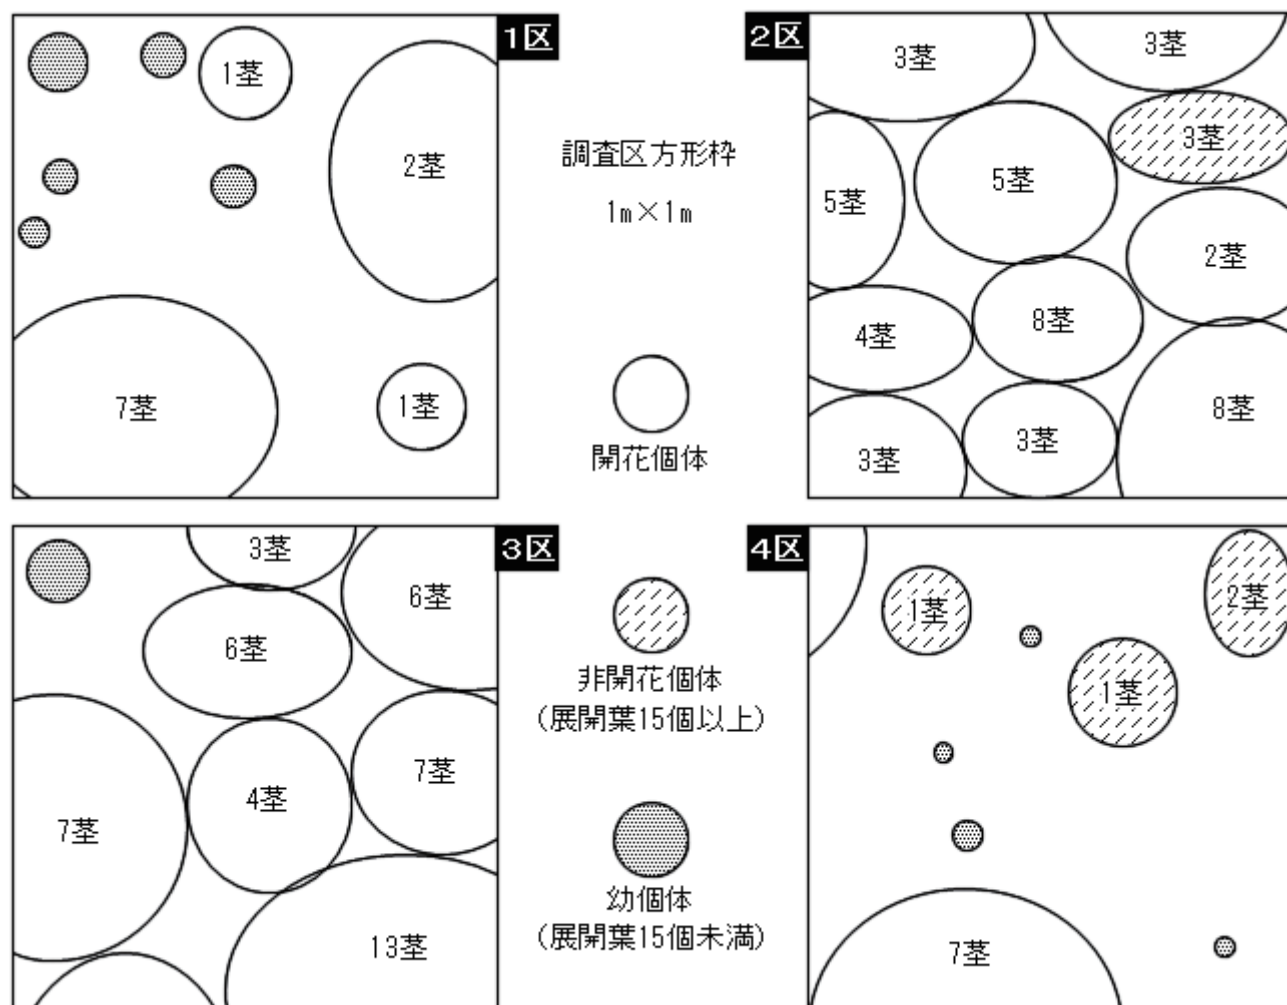 1区
1茎
2茎
7茎
1茎
調査区方形枠
1m×1m
開花個体
2区
3茎
3茎
3茎
5茎
5茎
2茎
4茎
8茎
8茎
3茎
3茎
3区
3茎
6茎
6茎
7茎
4茎
7茎
13茎
非開花個体
(展開葉15個以上)
幼個体
(展開葉15個未満)
4区
1茎
2茎
1茎
7茎